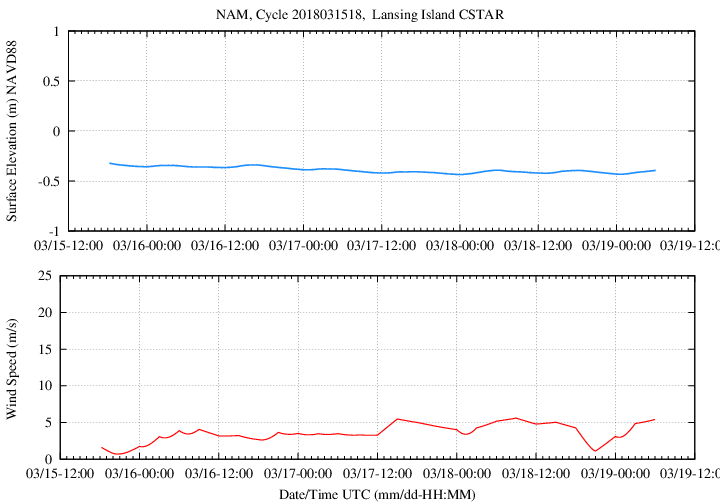 NAM, Cycle 2018031518,  Lansing Island CSTAR
Surface Elevation (m) NAVD88
1
0.5
0
-0.5
-1
03/15-12:00 03/16-00:00 03/16-12:00 03/17-00:00 03/17-12:00 03/18-00:00 03/18-12:00 03/19-00:00 03/19-12:0
Wind Speed (m/s)
25
20
15
10
5
0
03/15-12:00 03/16-00:00 03/16-12:00 03/17-00:00 03/17-12:00 03/18-00:00 03/18-12:00 03/19-00:00 03/19-12:0
Date/Time UTC (mm/dd-HH:MM)